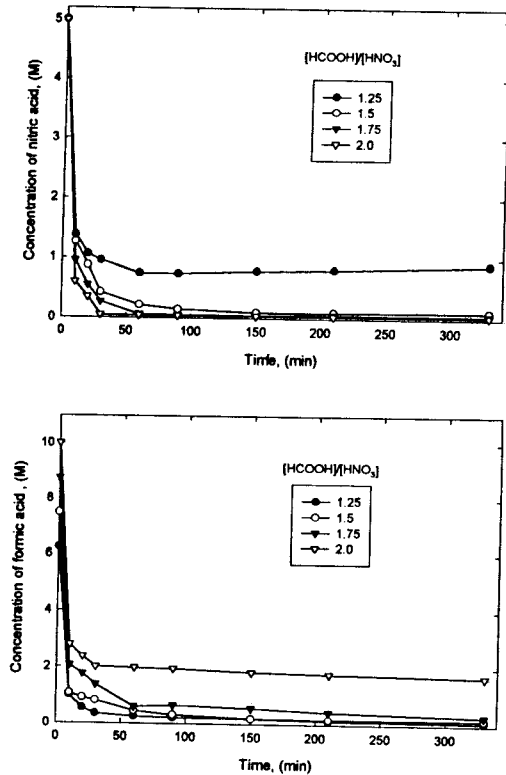 5
4
3
2
1
0
Concentration of nitric acid, (M)
[HCOOH]/[HNO₃]
1.25
1.5
1.75
2.0
0 50 100 150 200 250 300
Time, (min)
10
8
6
4
2
0
Concentration of formic acid , (M)
[HCOOH]/[HNO₃]
1.25
1.5
1.75
2.0
0 50 100 150 200 250 300
Time, (min)